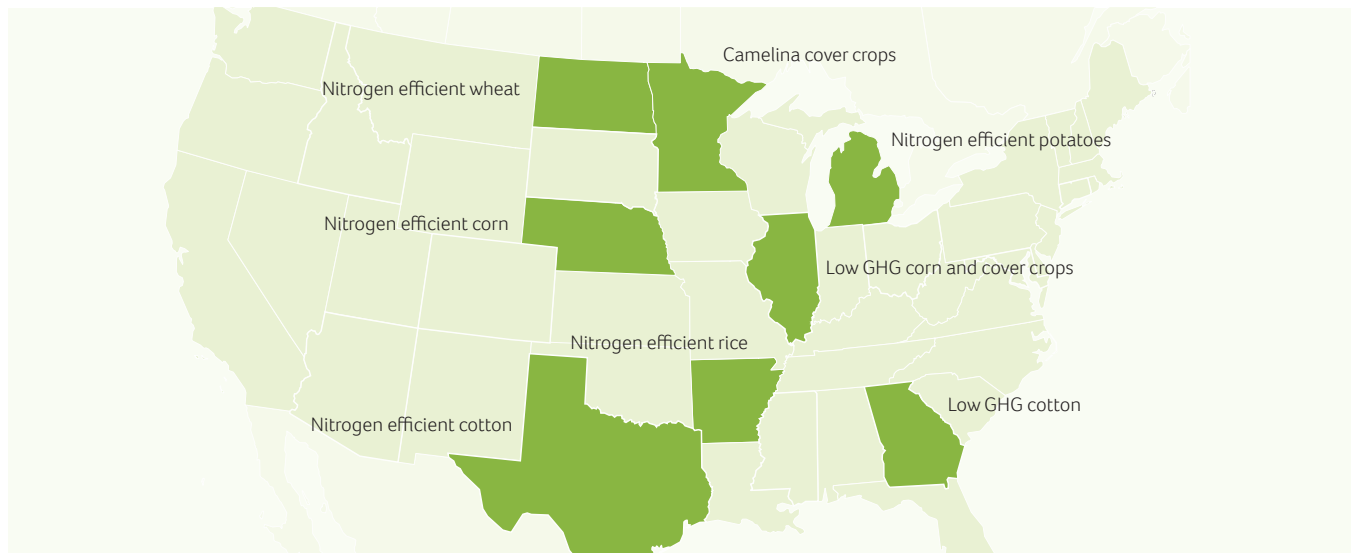 Camelina cover crops
Nitrogen efficient wheat
Nitrogen efficient potatoes
Nitrogen efficient corn
Low GHG corn and cover crops
Nitrogen efficient rice
Low GHG cotton
Nitrogen efficient cotton